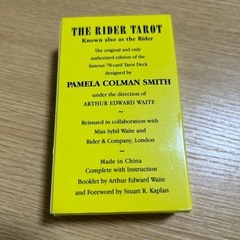 THE RIDER TAROT
Known also as the Rider
The original and only
authorized edition of the
famous 78-card Tarot Deck
designed by
PAMELA COLMAN SMITH
under the direction of
ARTHUR EDWARD WAITE
~
Reissued in collaboration with
Miss Sybil Waite and
Rider & Company, London
~
Made in China
Complete with Instruction
Booklet by Arthur Edward Waite
and Foreword by Stuart R. Kaplan